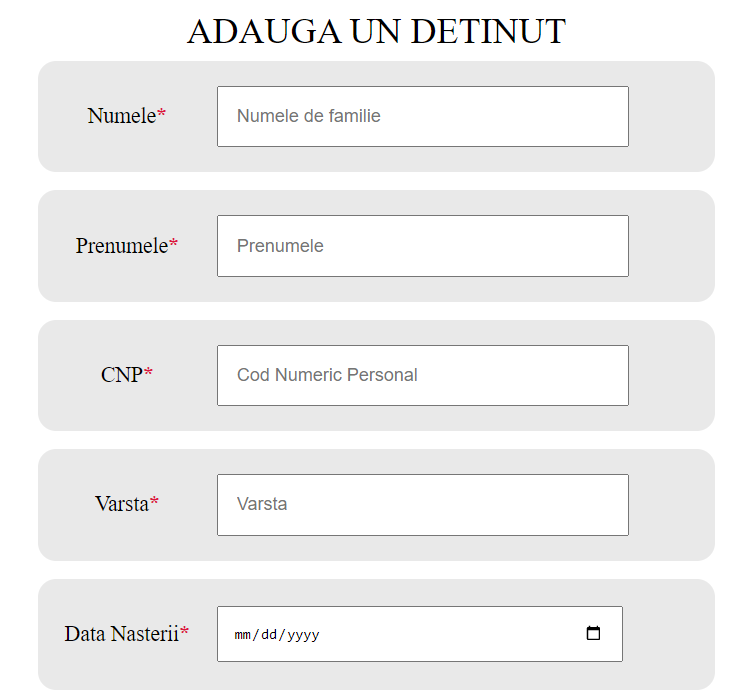 ADAUGA UN DETINUT
Numele* Numele de familie
Prenumele* Prenumele
CNP* Cod Numeric Personal
Varsta* Varsta
Data Nasterii* mm/dd/yyyy